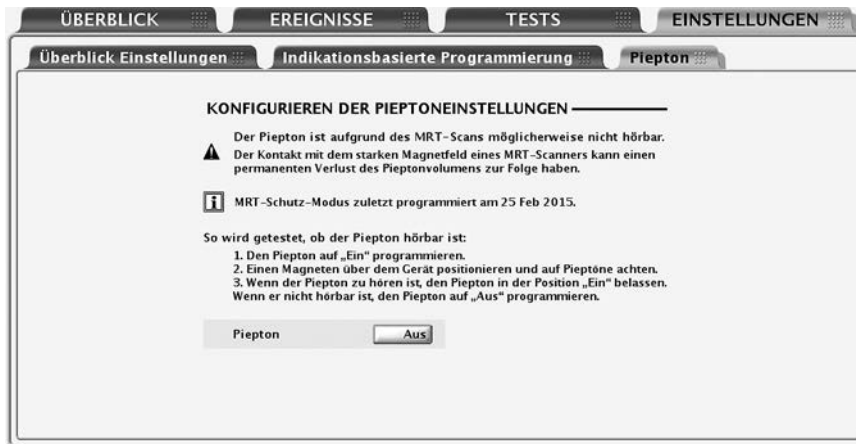 ÜBERBLICK EREIGNISSE TESTS EINSTELLUNGEN
Überblick Einstellungen Indikationsbasierte Programmierung Piepton
KONFIGURIEREN DER PIEPTONEINSTELLUNGEN
Der Piepton ist aufgrund des MRT-Scans möglicherweise nicht hörbar.
Der Kontakt mit dem starken Magnetfeld eines MRT-Scanners kann einen
permanenten Verlust des Pieptonvolumens zur Folge haben.
i MRT-Schutz-Modus zuletzt programmiert am 25 Feb 2015.
So wird getestet, ob der Piepton hörbar ist:
1. Den Piepton auf „Ein“ programmieren.
2. Einen Magneten über dem Gerät positionieren und auf Pieptöne achten.
3. Wenn der Piepton zu hören ist, den Piepton in der Position „Ein“ belassen.
Wenn er nicht hörbar ist, den Piepton auf „Aus“ programmieren.
Piepton Aus